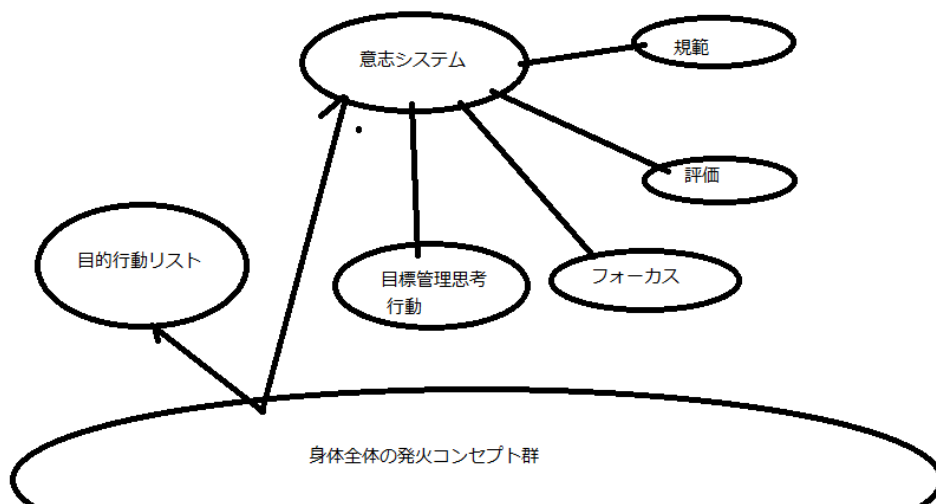 意志システム
規範
評価
目的行動リスト
目標管理思考
行動
フォーカス
身体全体の発火コンセプト群